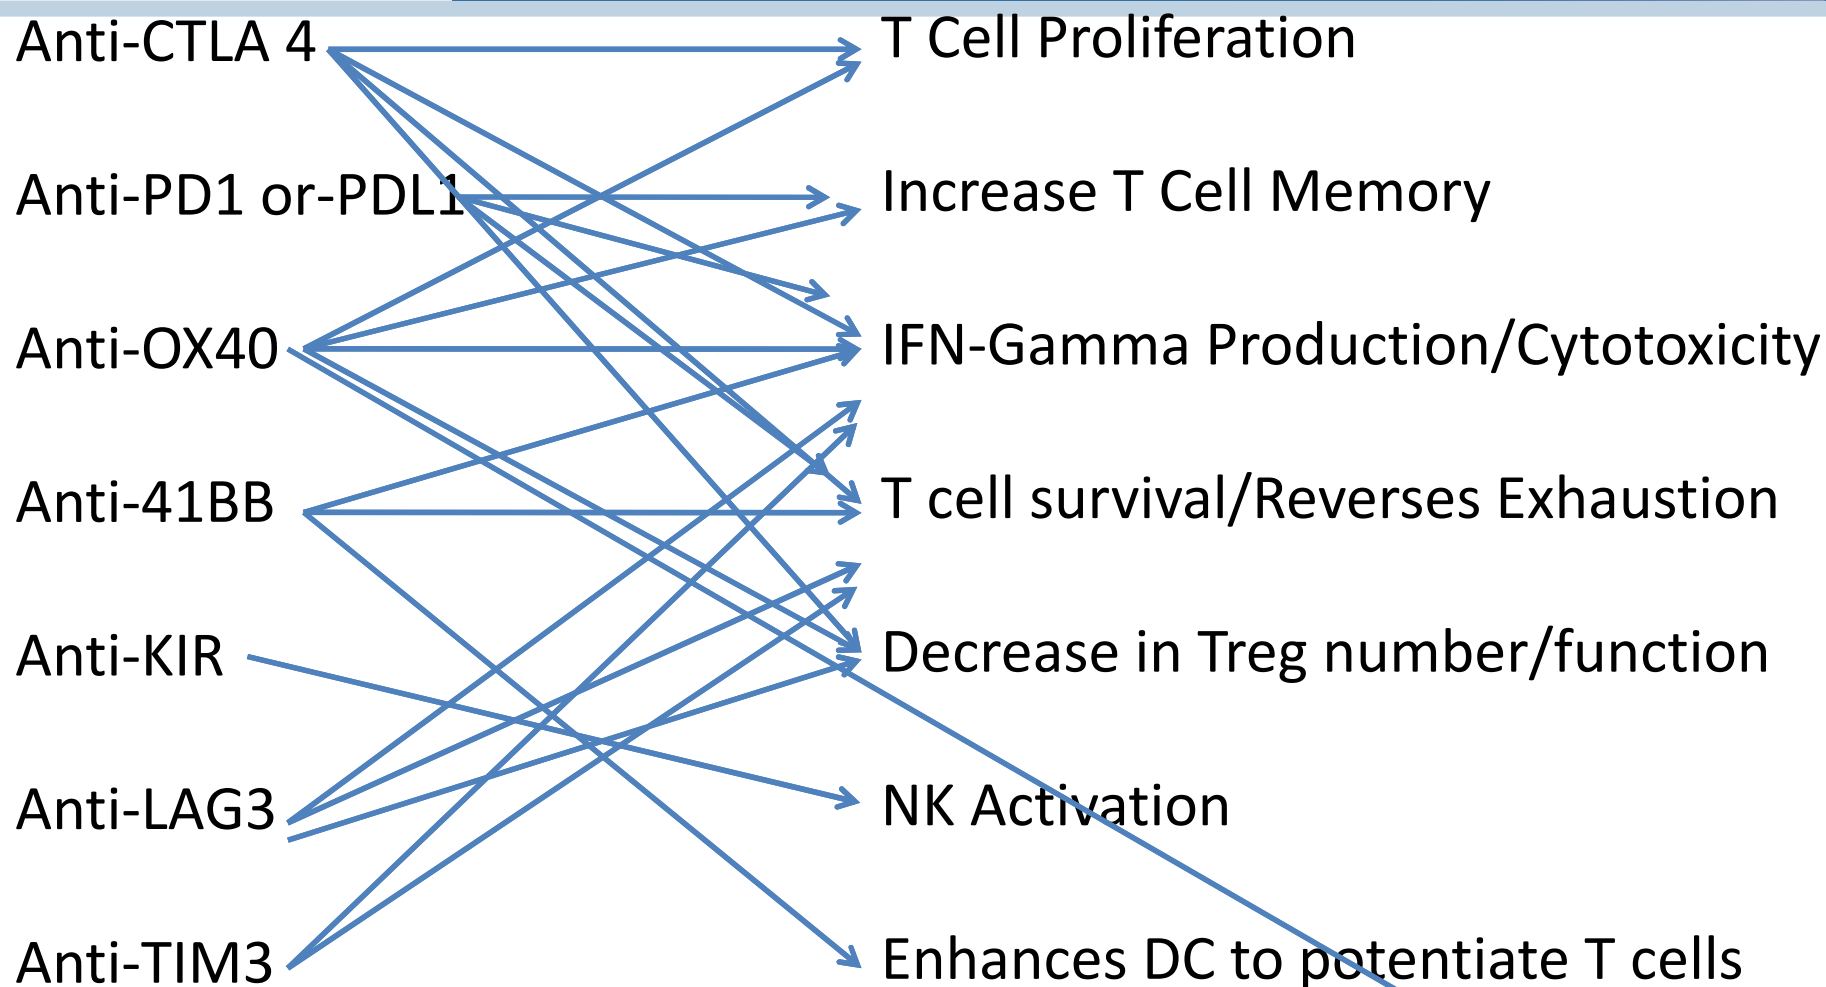 Anti-CTLA 4
T Cell Proliferation
Anti-PD1 or-PDL1
Increase T Cell Memory
Anti-OX40
IFN-Gamma Production/Cytotoxicity
Anti-41BB
T cell survival/Reverses Exhaustion
Anti-KIR
Decrease in Treg number/function
Anti-LAG3
NK Activation
Anti-TIM3
Enhances DC to potentiate T cells